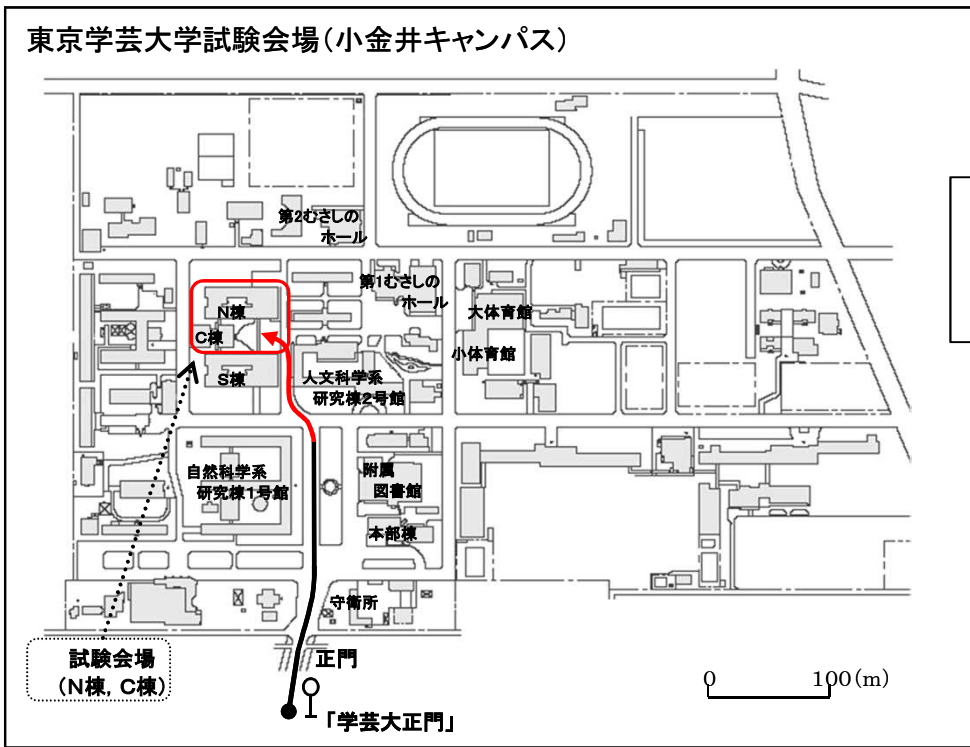 東京学芸大学試験会場(小金井キャンパス)
第2むさしの
ホール
第1むさしの
ホール
N棟
C棟
S棟
大体育館
小体育館
人文科学系
研究棟2号館
自然科学系
研究棟1号館
附属
図書館
本部棟
守衛所
試験会場
(N棟, C棟)
正門
「学芸大正門」
0 100(m)